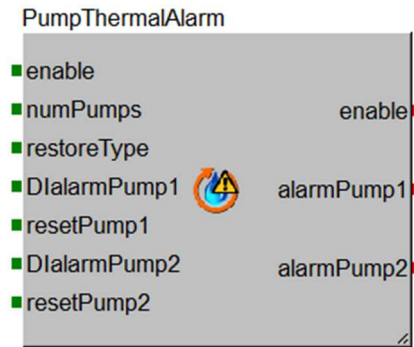 PumpThermalAlarm
enable
numPumps
restoreType
DIalarmPump1
resetPump1
DIalarmPump2
resetPump2
enable
alarmPump1
alarmPump2